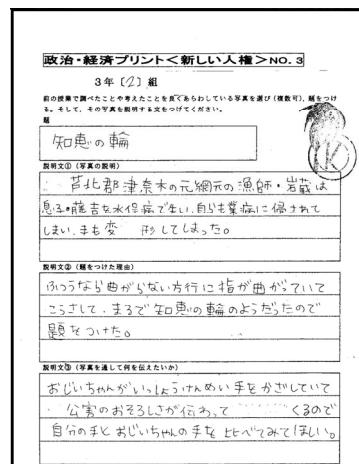 政治・経済プリント＜新しい人権＞NO. 3
3年［2］組
前の授業で調べたことや考えたことを良くあらわしている写真を選び（複数可）、題をつけ
る。そして、その写真を説明する文をつけてください。
題
知恵の輪
説明文①（写真の説明）
芦北郡津奈木の元網元の漁師・岩蔵は
息子・藤吉を水俣病で失い、自らも業病に侵されて
しまい、手も変 形してしまった。
説明文②（題をつけた理由）
ふつうなら曲がらない方行に指が曲がっていて
こうさして、まるで知恵の輪のようだったので
題をつけた。
説明文③（写真を通して何を伝えたいか）
おじいちゃんがいっしょうけんめい手をかざしていて
公害のおそろしさが伝わって くるので
自分の手とおじいちゃんの手を比べてみてほしい。